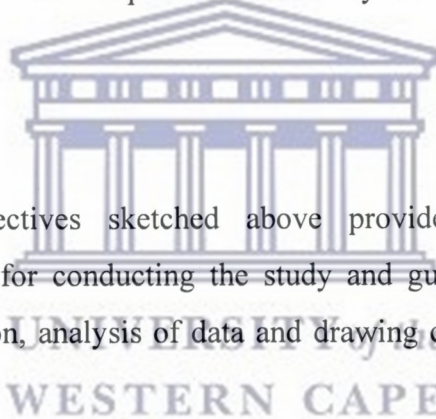 ectives sketched above provide
for conducting the study and gu
on, analysis of data and drawing c
UNIVERSITY of the
WESTERN CAPE